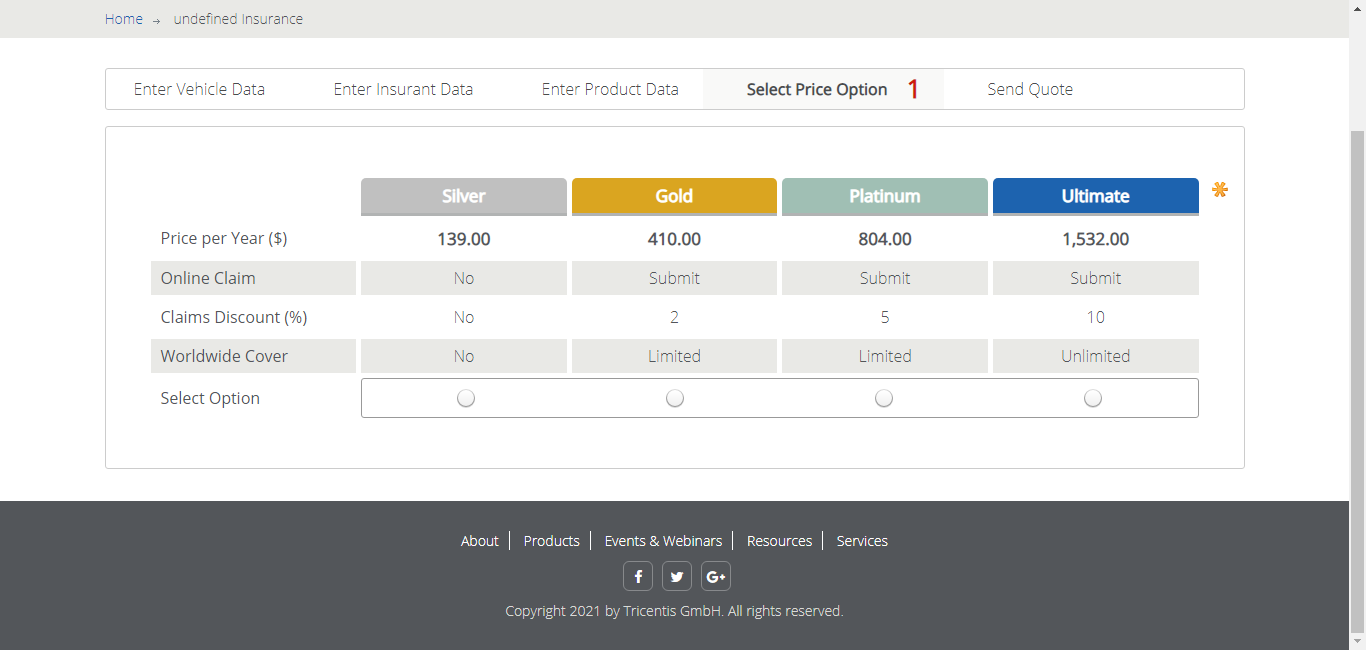 Home → undefined Insurance
Enter Vehicle Data Enter Insurant Data Enter Product Data Select Price Option 1 Send Quote
Silver Gold Platinum Ultimate
Price per Year ($) 139.00 410.00 804.00 1,532.00
Online Claim No Submit Submit Submit
Claims Discount (%) No 2 5 10
Worldwide Cover No Limited Limited Unlimited
Select Option
About Products Events & Webinars Resources Services
f G+
Copyright 2021 by Tricentis GmbH. All rights reserved.